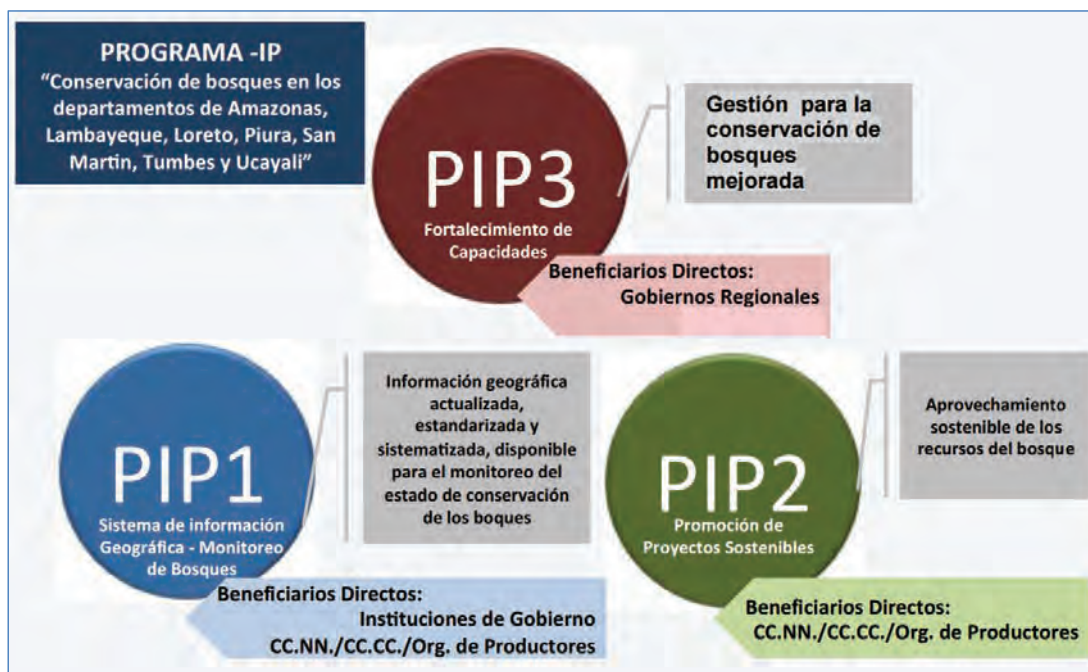 PROGRAMA -IP
“Conservación de bosques en los
departamentos de Amazonas,
Lambayeque, Loreto, Piura, San
Martin, Tumbes y Ucayali”
PIP3
Fortalecimiento de
Capacidades
Gestión para la
conservación de
bosques
mejorada
Beneficiarios Directos:
Gobiernos Regionales
PIP1
Sistema de información
Geográfica - Monitoreo
de Bosques
Información geográfica
actualizada,
estandarizada y
sistematizada, disponible
para el monitoreo del
estado de conservación
de los boques
Beneficiarios Directos:
Instituciones de Gobierno
CC.NN./CC.CC./Org. de Productores
PIP2
Promoción de
Proyectos Sostenibles
Aprovechamiento
sostenible de los
recursos del bosque
Beneficiarios Directos:
CC.NN./CC.CC./Org. de Productores